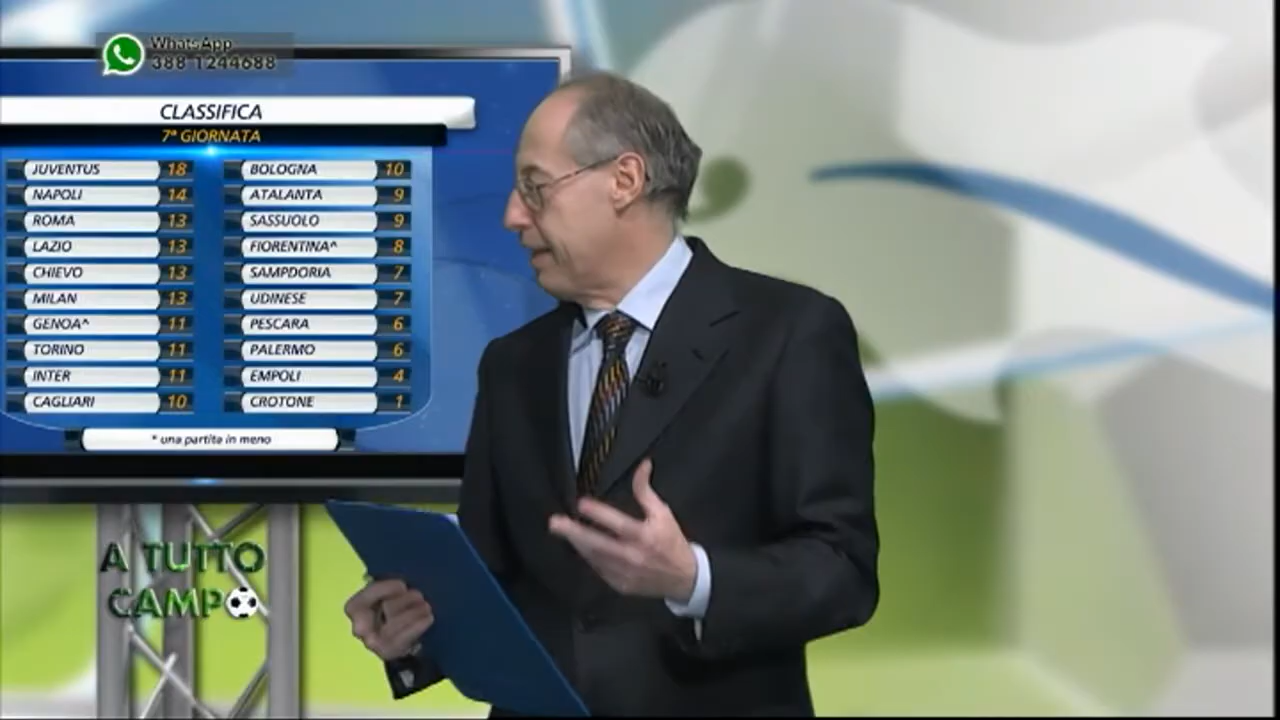 WhatsApp
388 1244688
CLASSIFICA
7ª GIORNATA
JUVENTUS 18
NAPOLI 14
ROMA 13
LAZIO 13
CHIEVO 13
MILAN 13
GENOA^ 11
TORINO 11
INTER 11
CAGLIARI 10
BOLOGNA 10
ATALANTA 9
SASSUOLO 9
FIORENTINA^ 8
SAMPDORIA 7
UDINESE 7
PESCARA 6
PALERMO 6
EMPOLI 4
CROTONE 1
* una partita in meno
A TUTTO
CAMPO